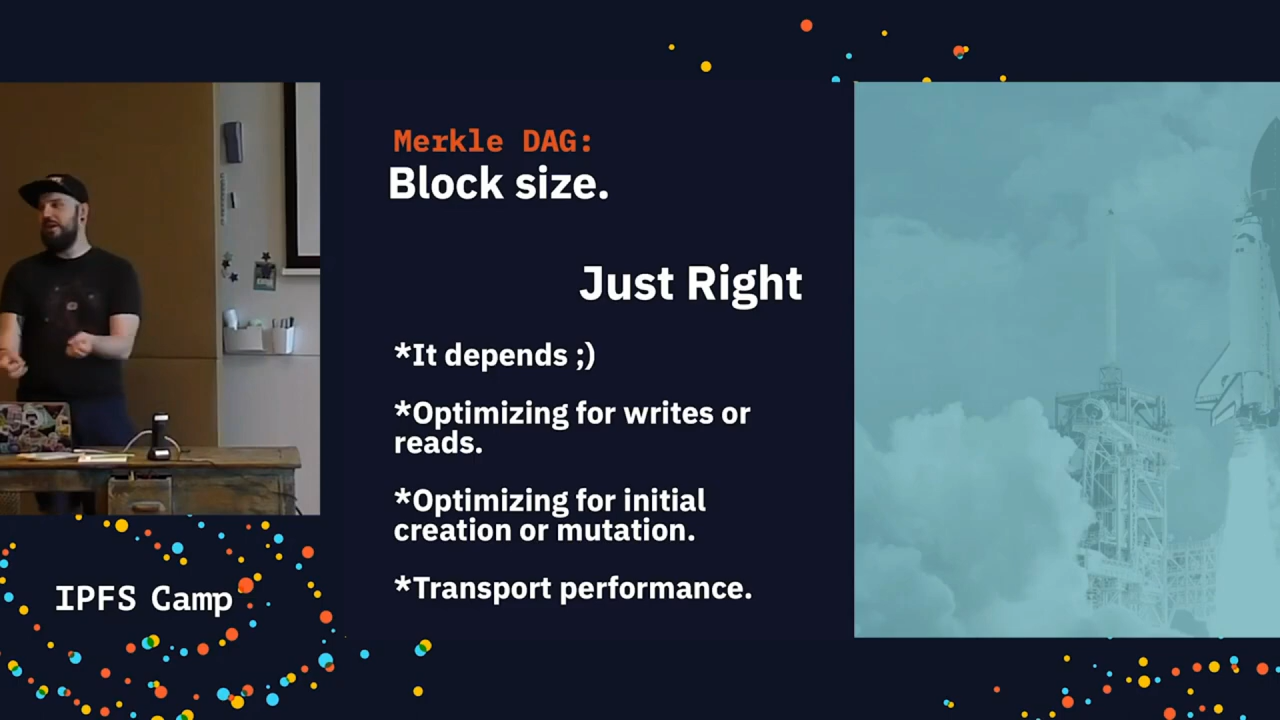 Merkle DAG:
Block size.
Just Right
*It depends ;)
*Optimizing for writes or
reads.
*Optimizing for initial
creation or mutation.
*Transport performance.
IPFS Camp